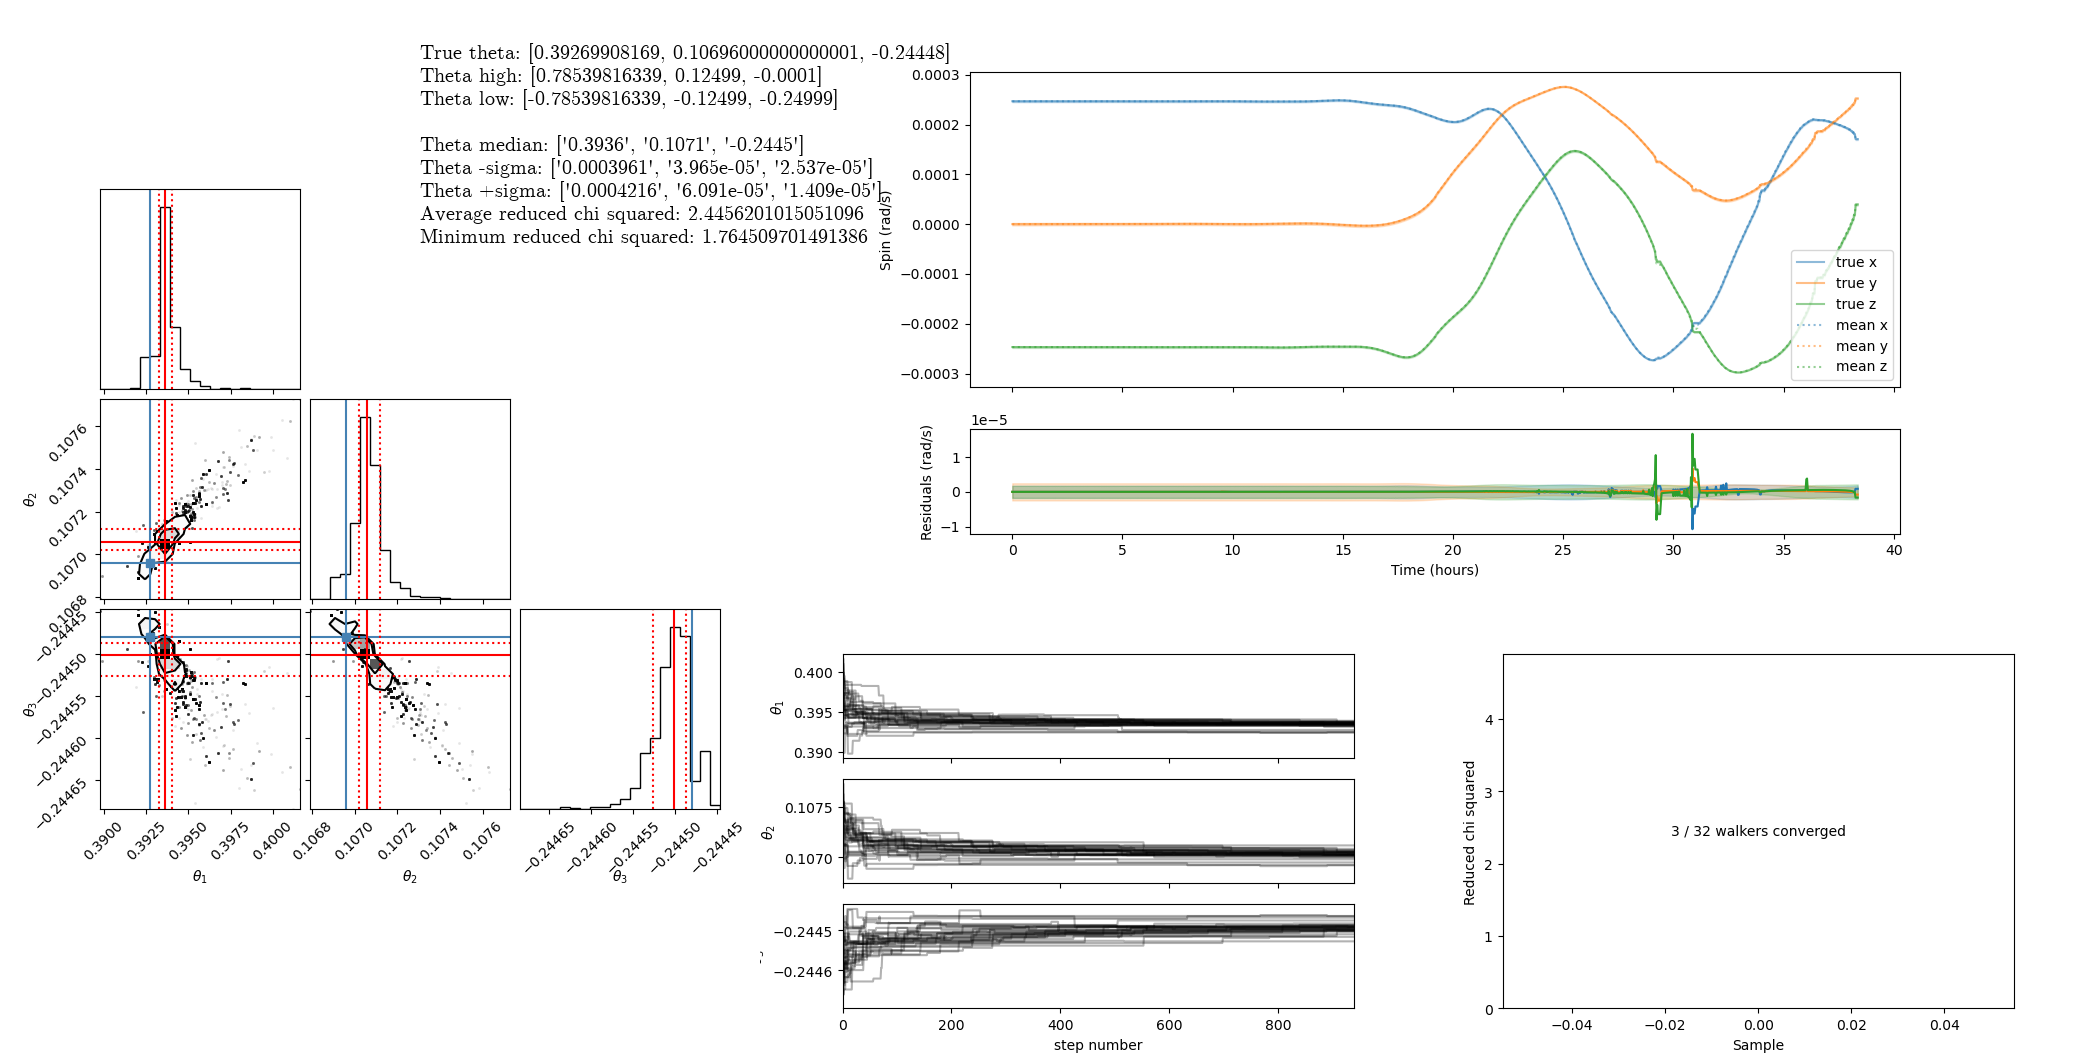 True theta: [0.39269908169, 0.10696000000000001, -0.24448]
Theta high: [0.78539816339, 0.12499, -0.0001]
Theta low: [-0.78539816339, -0.12499, -0.24999]
Theta median: ['0.3936', '0.1071', '-0.2445']
Theta -sigma: ['0.0003961', '3.965e-05', '2.537e-05']
Theta +sigma: ['0.0004216', '6.091e-05', '1.409e-05']
Average reduced chi squared: 2.4456201015051096
Minimum reduced chi squared: 1.764509701491386
0.0003
0.0002
0.0001
0.0000
−0.0001
−0.0002
−0.0003
Spin (rad/s)
true x
true y
true z
mean x
mean y
mean z
1e−5
1
0
−1
Residuals (rad/s)
0 5 10 15 20 25 30 35 40
Time (hours)
θ2
0.1076
0.1074
0.1072
0.1070
0.1068
θ3
−0.24445
−0.24450
−0.24455
−0.24460
−0.24465
0.3900 0.3925 0.3950 0.3975 0.4000
θ1
0.1068 0.1070 0.1072 0.1074 0.1076
θ2
−0.24465 −0.24460 −0.24455 −0.24450 −0.24445
θ3
θ1
0.400
0.395
0.390
θ2
0.1075
0.1070
−0.2445
−0.2446
0 200 400 600 800
step number
Reduced chi squared
4
3
2
1
0
3 / 32 walkers converged
−0.04 −0.02 0.00 0.02 0.04
Sample